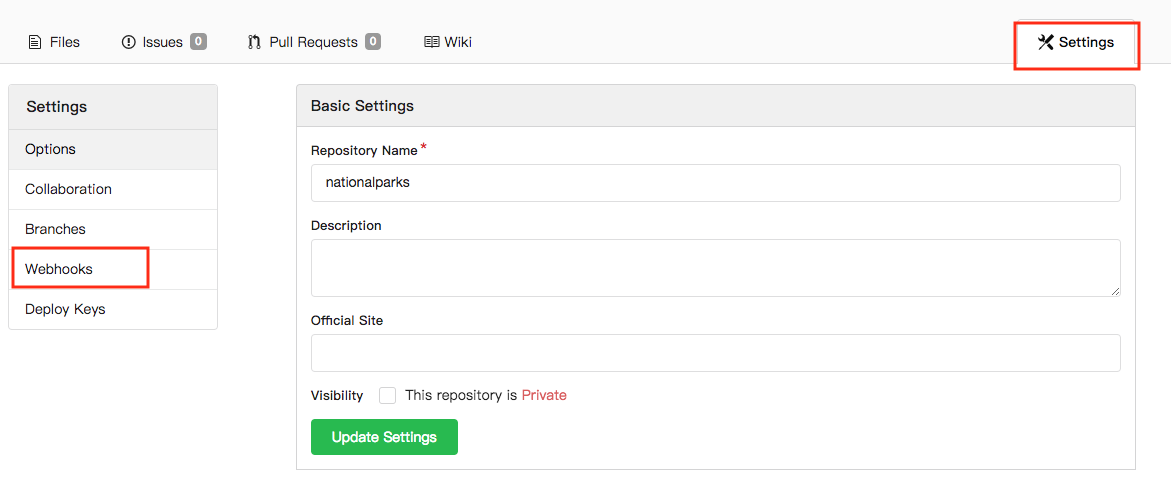 Files Issues 0 Pull Requests 0 Wiki Settings
Settings
Options
Collaboration
Branches
Webhooks
Deploy Keys
Basic Settings
Repository Name *
nationalparks
Description
Official Site
Visibility This repository is Private
Update Settings